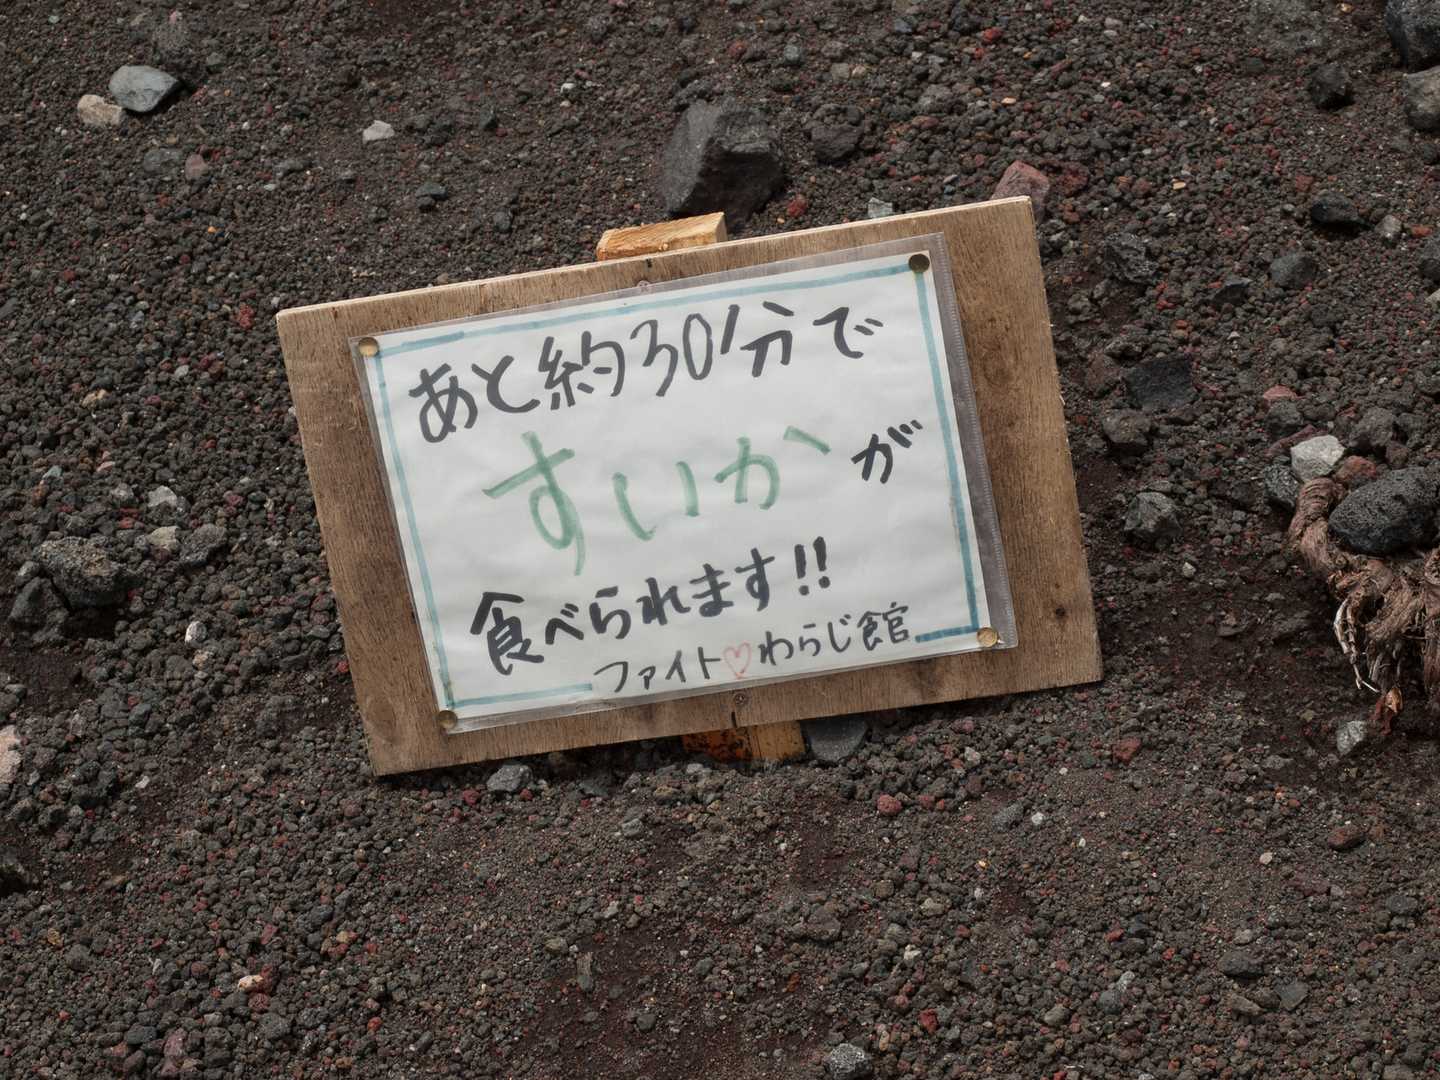 あと約30分で
すいかが
食べられます!!
ファイト♡わらじ館